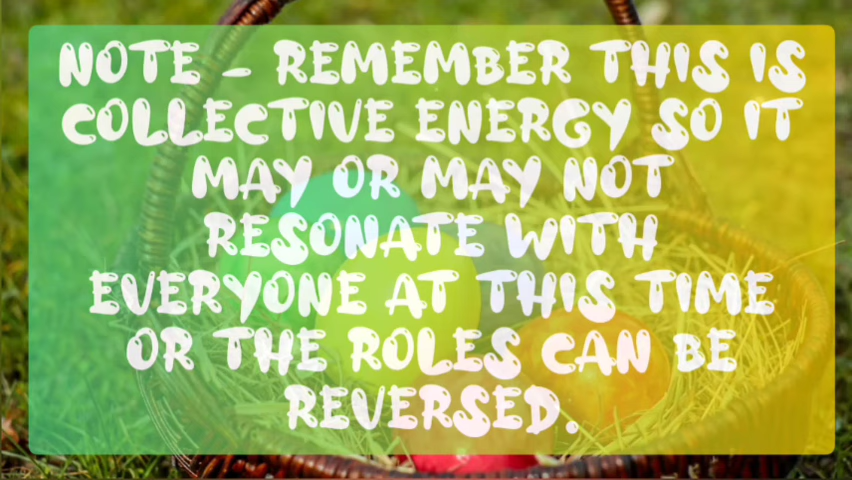 NOTE - REMEMBER THIS IS
COLLECTIVE ENERGY SO IT
MAY OR MAY NOT
RESONATE WITH
EVERYONE AT THIS TIME
OR THE ROLES CAN BE
REVERSED.